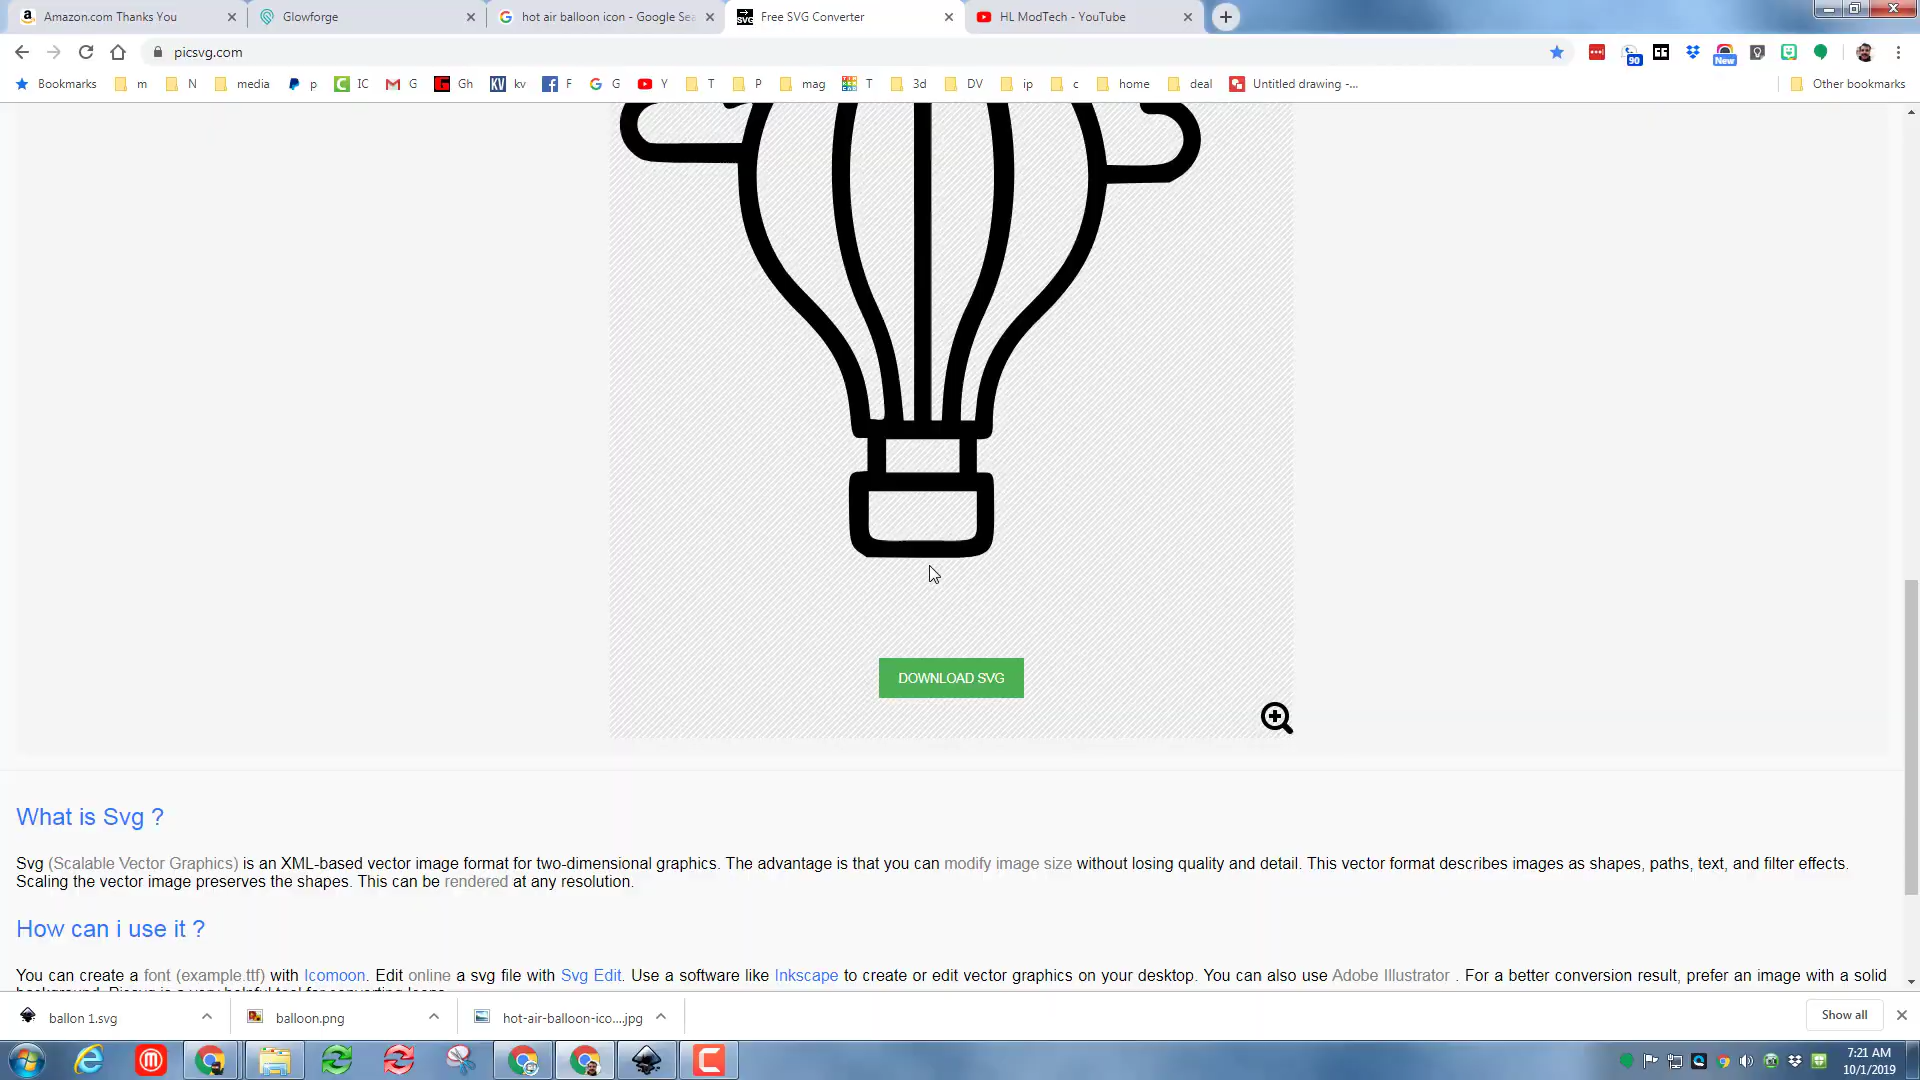 Amazon.com Thanks You
Glowforge
hot air balloon icon - Google Sea
SVG
Free SVG Converter
HL ModTech - YouTube
picsvg.com
90
New
Bookmarks
m
N
media
p
IC
G
Gh
KV
kv
F
G
Y
T
P
mag
T
3d
DV
ip
c
home
deal
Untitled drawing -...
Other bookmarks
DOWNLOAD SVG
What is Svg ?
Svg (Scalable Vector Graphics) is an XML-based vector image format for two-dimensional graphics. The advantage is that you can modify image size without losing quality and detail. This vector format describes images as shapes, paths, text, and filter effects.
Scaling the vector image preserves the shapes. This can be rendered at any resolution.
How can i use it ?
You can create a font (example.ttf) with Icomoon. Edit online a svg file with Svg Edit. Use a software like Inkscape to create or edit vector graphics on your desktop. You can also use Adobe Illustrator . For a better conversion result, prefer an image with a solid
ballon 1.svg
balloon.png
hot-air-balloon-ico....jpg
Show all
7:21 AM
10/1/2019